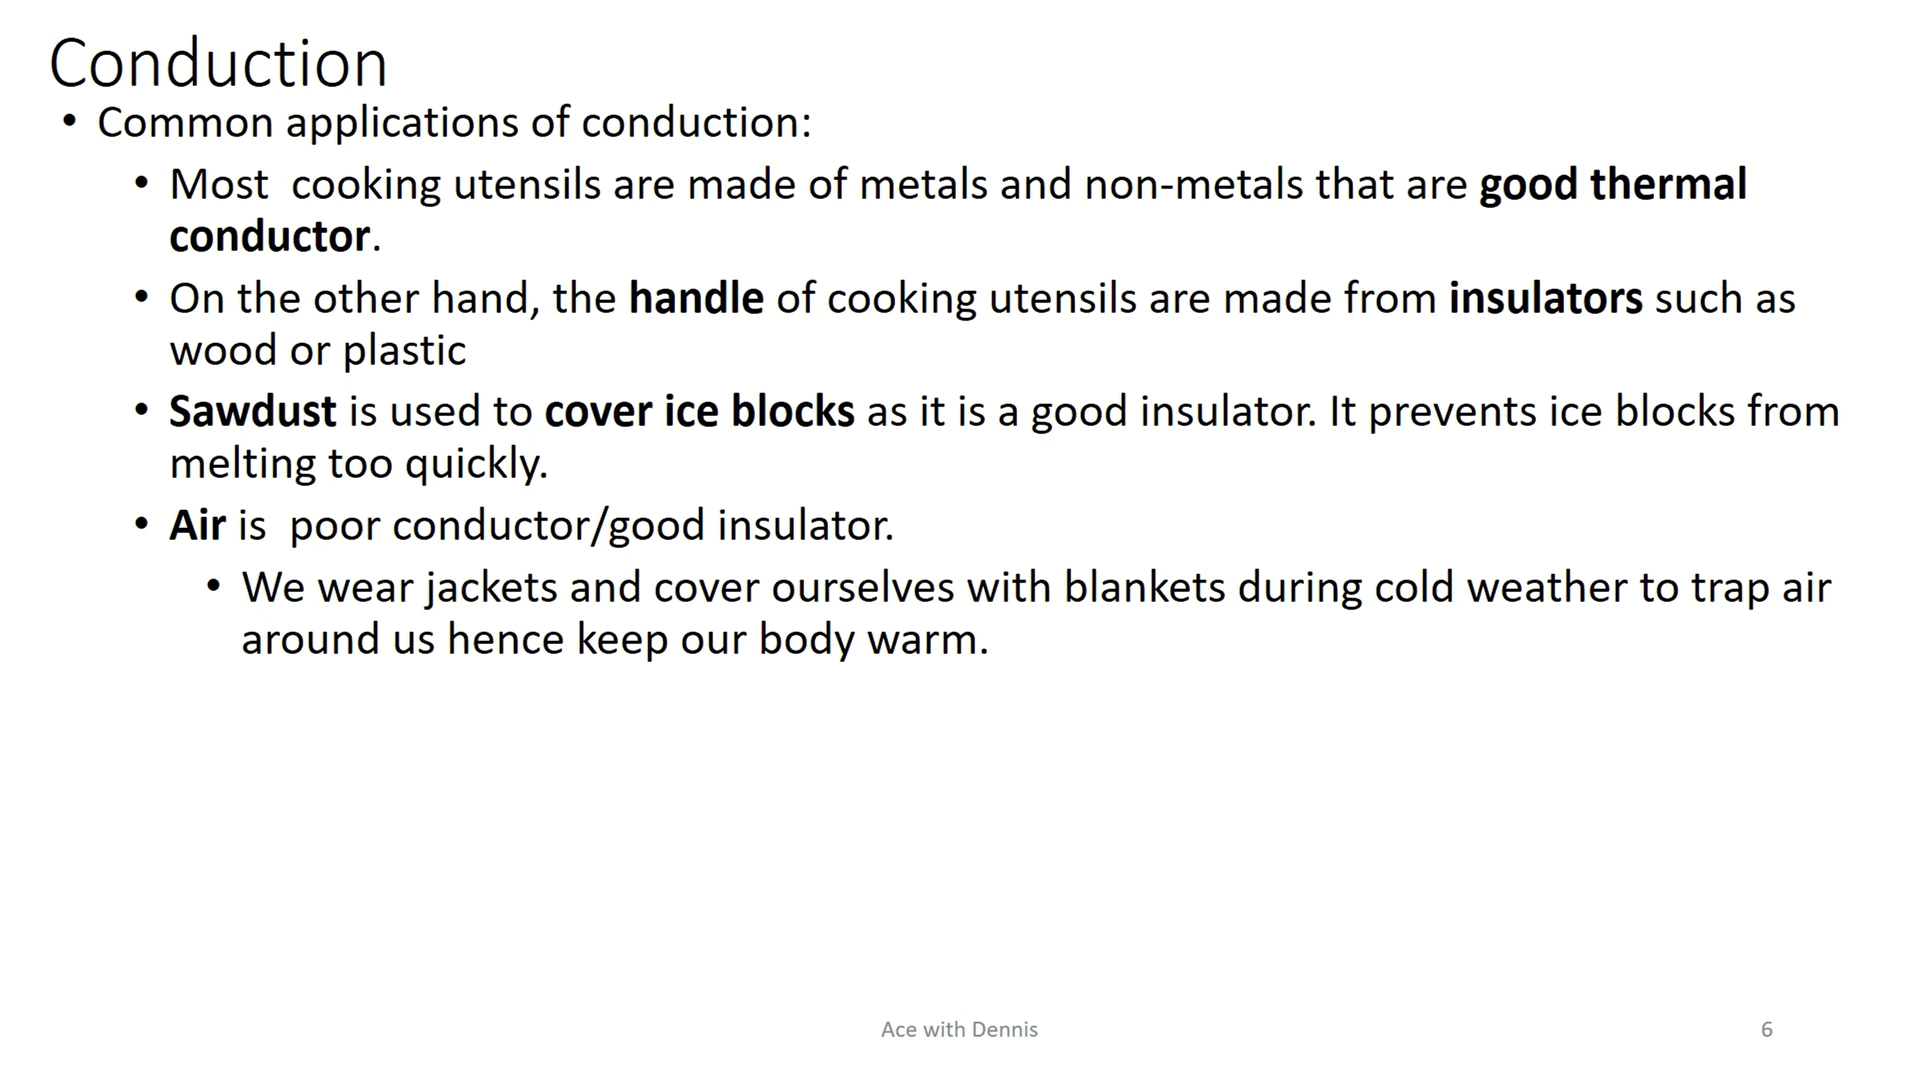 Conduction
• Common applications of conduction:
• Most  cooking utensils are made of metals and non-metals that are good thermal
conductor.
• On the other hand, the handle of cooking utensils are made from insulators such as
wood or plastic
• Sawdust is used to cover ice blocks as it is a good insulator. It prevents ice blocks from
melting too quickly.
• Air is  poor conductor/good insulator.
• We wear jackets and cover ourselves with blankets during cold weather to trap air
around us hence keep our body warm.
Ace with Dennis
6